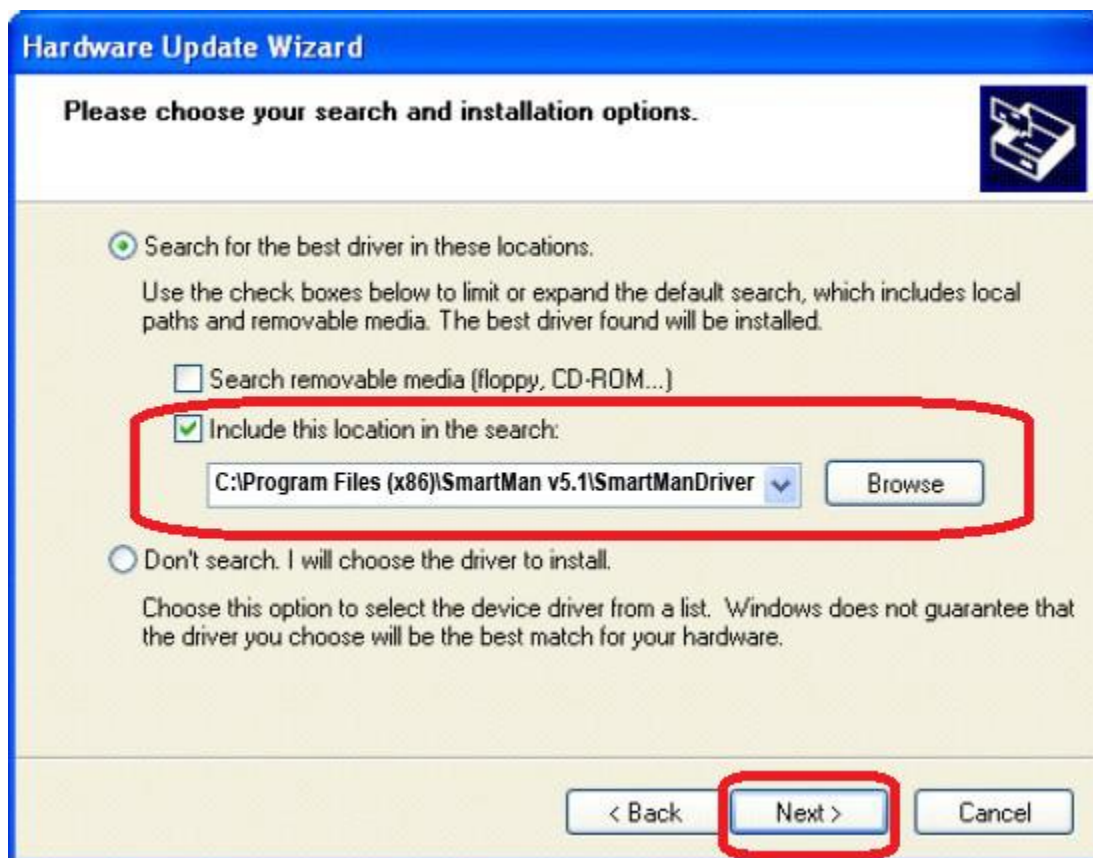 Hardware Update Wizard
Please choose your search and installation options.
Search for the best driver in these locations.
Use the check boxes below to limit or expand the default search, which includes local
paths and removable media. The best driver found will be installed.
Search removable media (floppy, CD-ROM...)
Include this location in the search:
C:\Program Files (x86)\SmartMan v5.1\SmartManDriver
Browse
Don't search. I will choose the driver to install.
Choose this option to select the device driver from a list. Windows does not guarantee that
the driver you choose will be the best match for your hardware.
< Back Next > Cancel